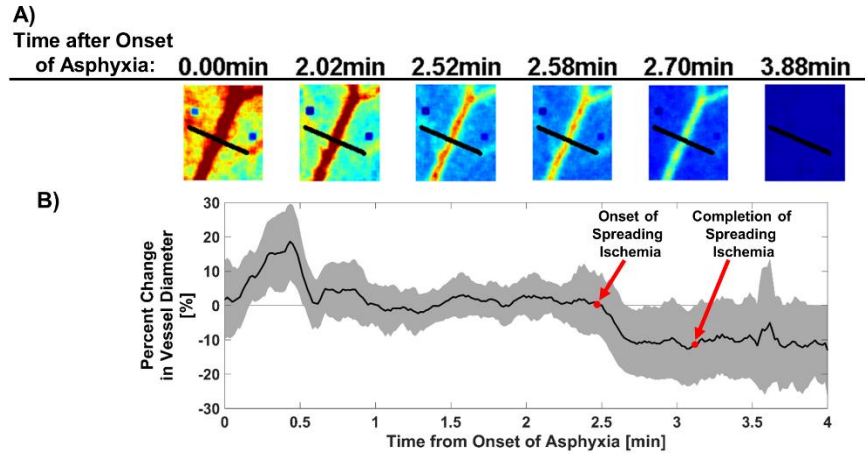 A)
Time after Onset
of Asphyxia: 0.00min 2.02min 2.52min 2.58min 2.70min 3.88min
B)
Onset of
Spreading
Ischemia
Completion of
Spreading
Ischemia
Percent Change
in Vessel Diameter
[%]
30
20
10
0
-10
-20
-30
0 0.5 1 1.5 2 2.5 3 3.5 4
Time from Onset of Asphyxia [min]